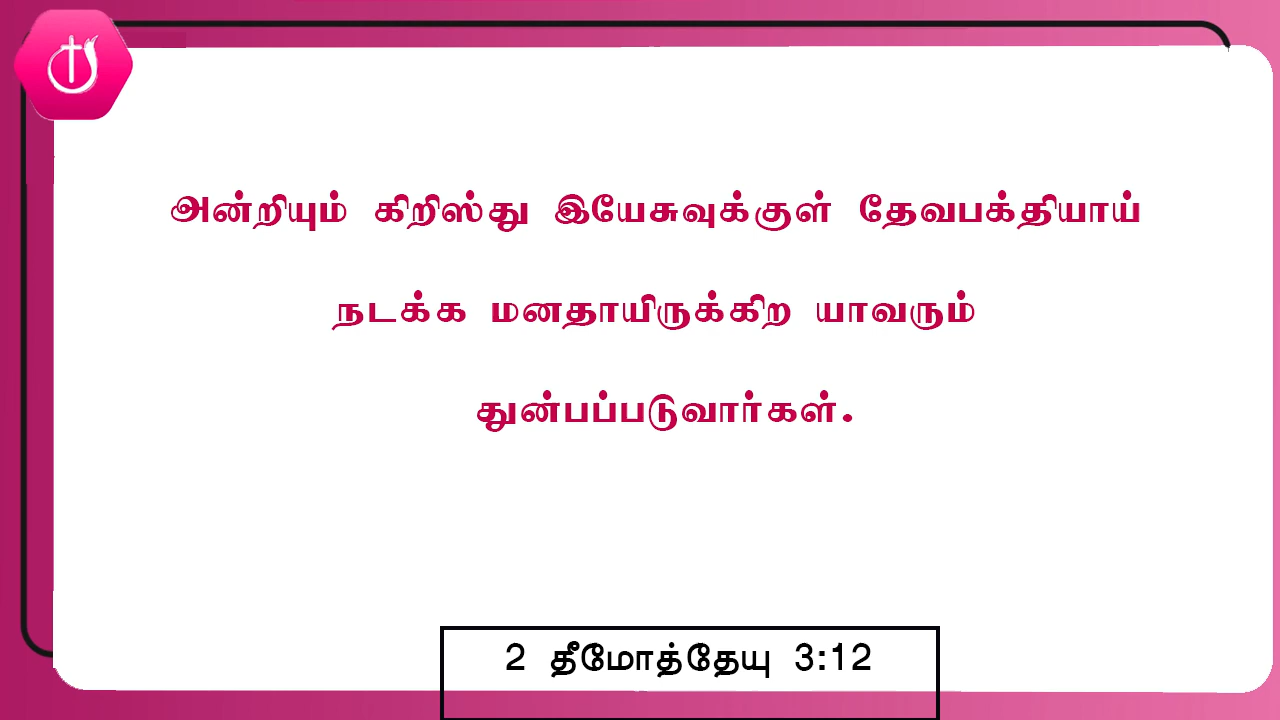 அன்றியும் கிறிஸ்து இயேசுவுக்குள் தேவபக்தியாய்
நடக்க மனதாயிருக்கிற யாவரும்
துன்பப்படுவார்கள்.
2 தீமோத்தேயு 3:12